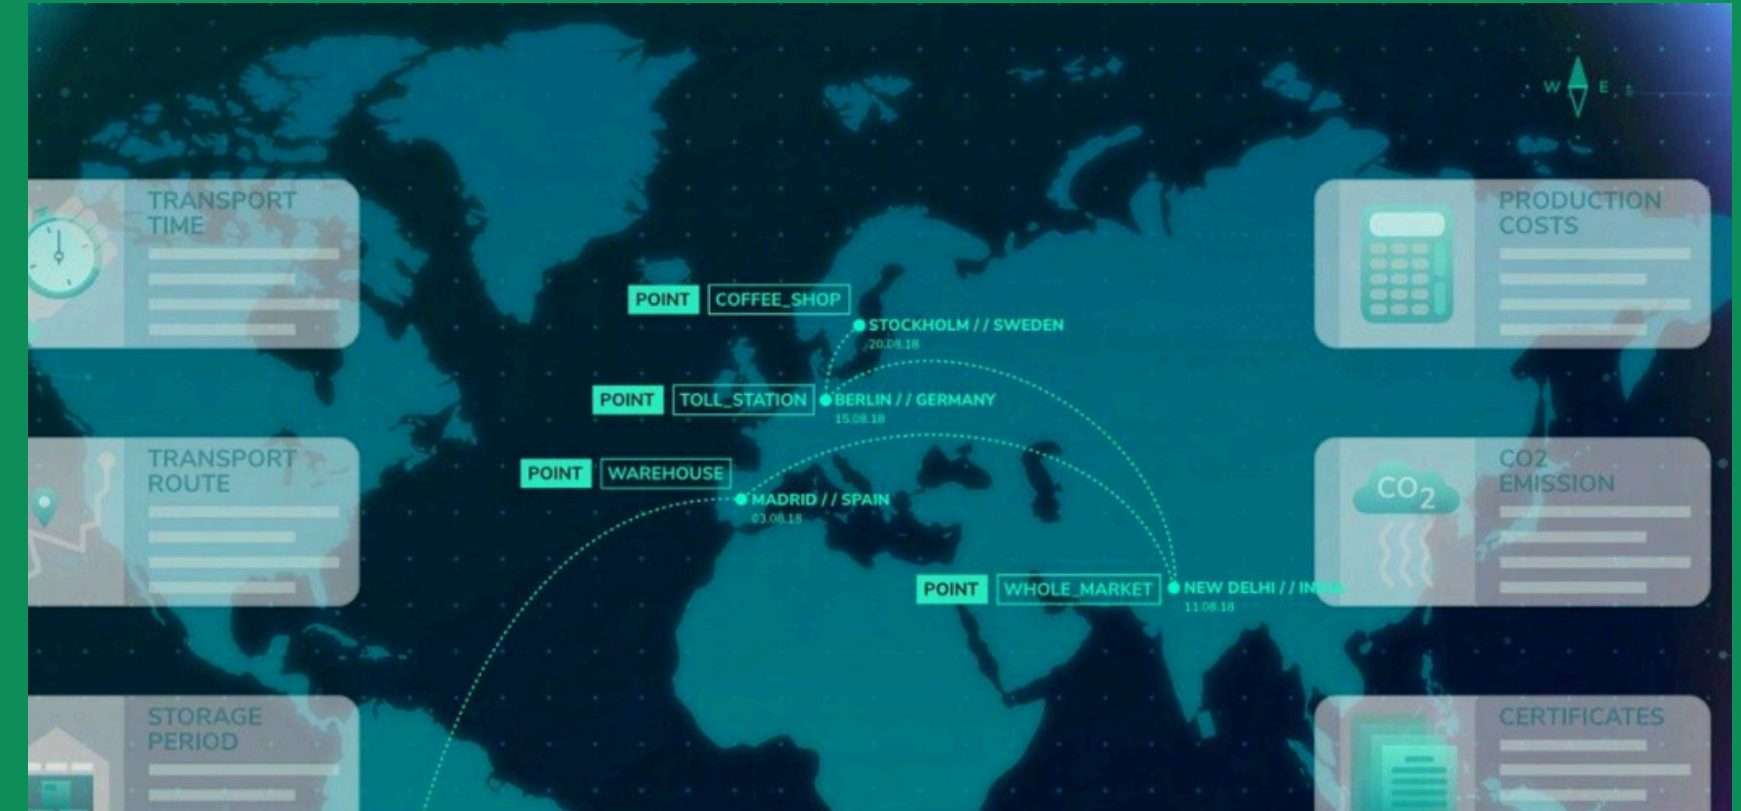 W E
TRANSPORT
TIME
PRODUCTION
COSTS
POINT COFFEE_SHOP
STOCKHOLM // SWEDEN
20.08.18
POINT TOLL_STATION
BERLIN // GERMANY
15.08.18
TRANSPORT
ROUTE
CO2
EMISSION
CO2
POINT WAREHOUSE
MADRID // SPAIN
03.08.18
POINT WHOLE_MARKET
NEW DELHI // INDIA
11.08.18
STORAGE
PERIOD
CERTIFICATES